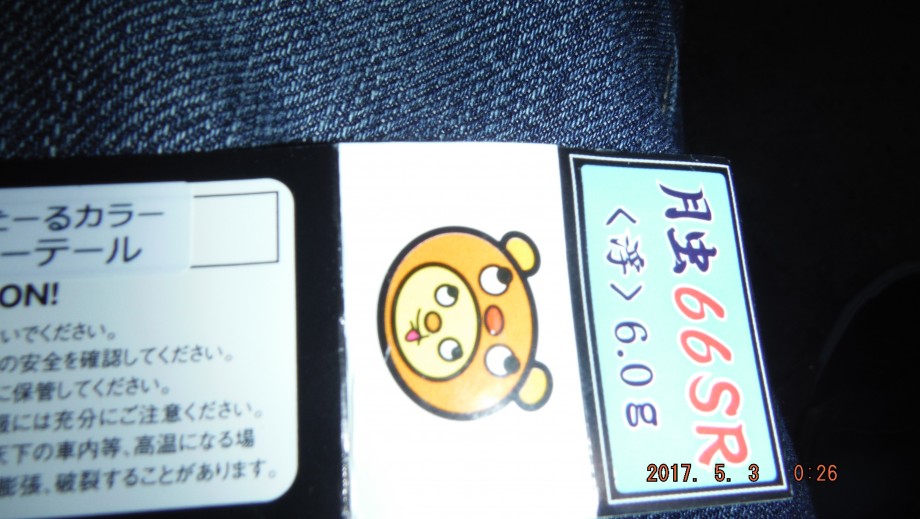 たーるカラー
ーテール
ON!
いでください。
の安全を確認してください。
に保管してください。
には充分にご注意ください。
天下の車内等、高温になる場
膨張、破裂することがあります。
月虫66SR
<浮>6.0g
2017. 5. 3 0:26